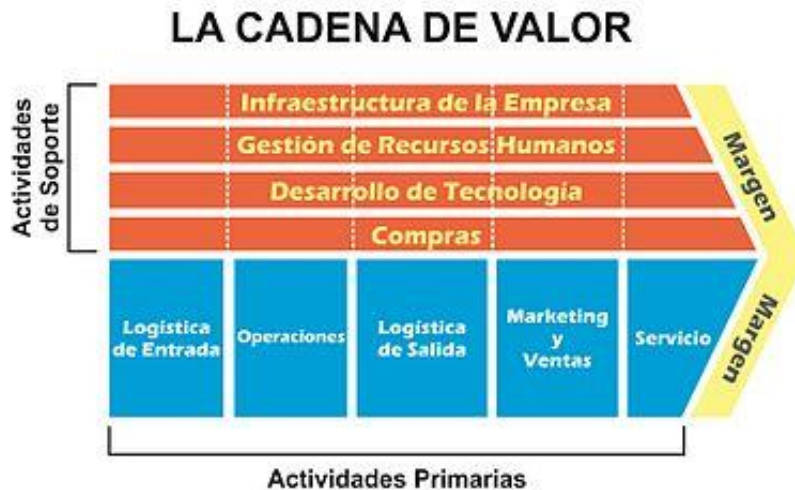 LA CADENA DE VALOR
Actividades
de Soporte
Infraestructura de la Empresa
Gestión de Recursos Humanos
Desarrollo de Tecnología
Compras
Margen
Logística
de Entrada
Operaciones
Logística
de Salida
Marketing
y
Ventas
Servicio
Margen
Actividades Primarias